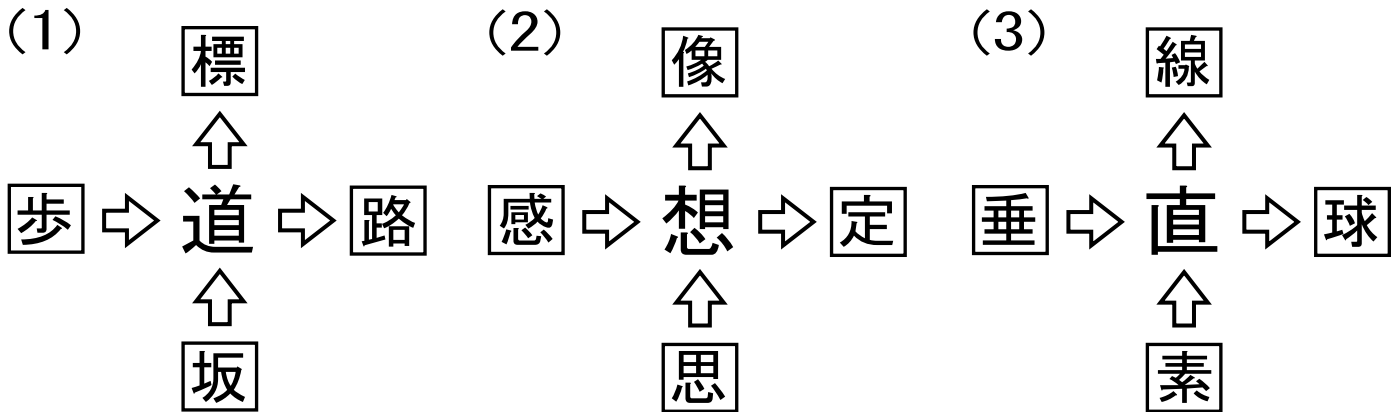 (1) 標 (2) 像 (3) 線
歩 道 路 感 想 定 垂 直 球
坂 思 素